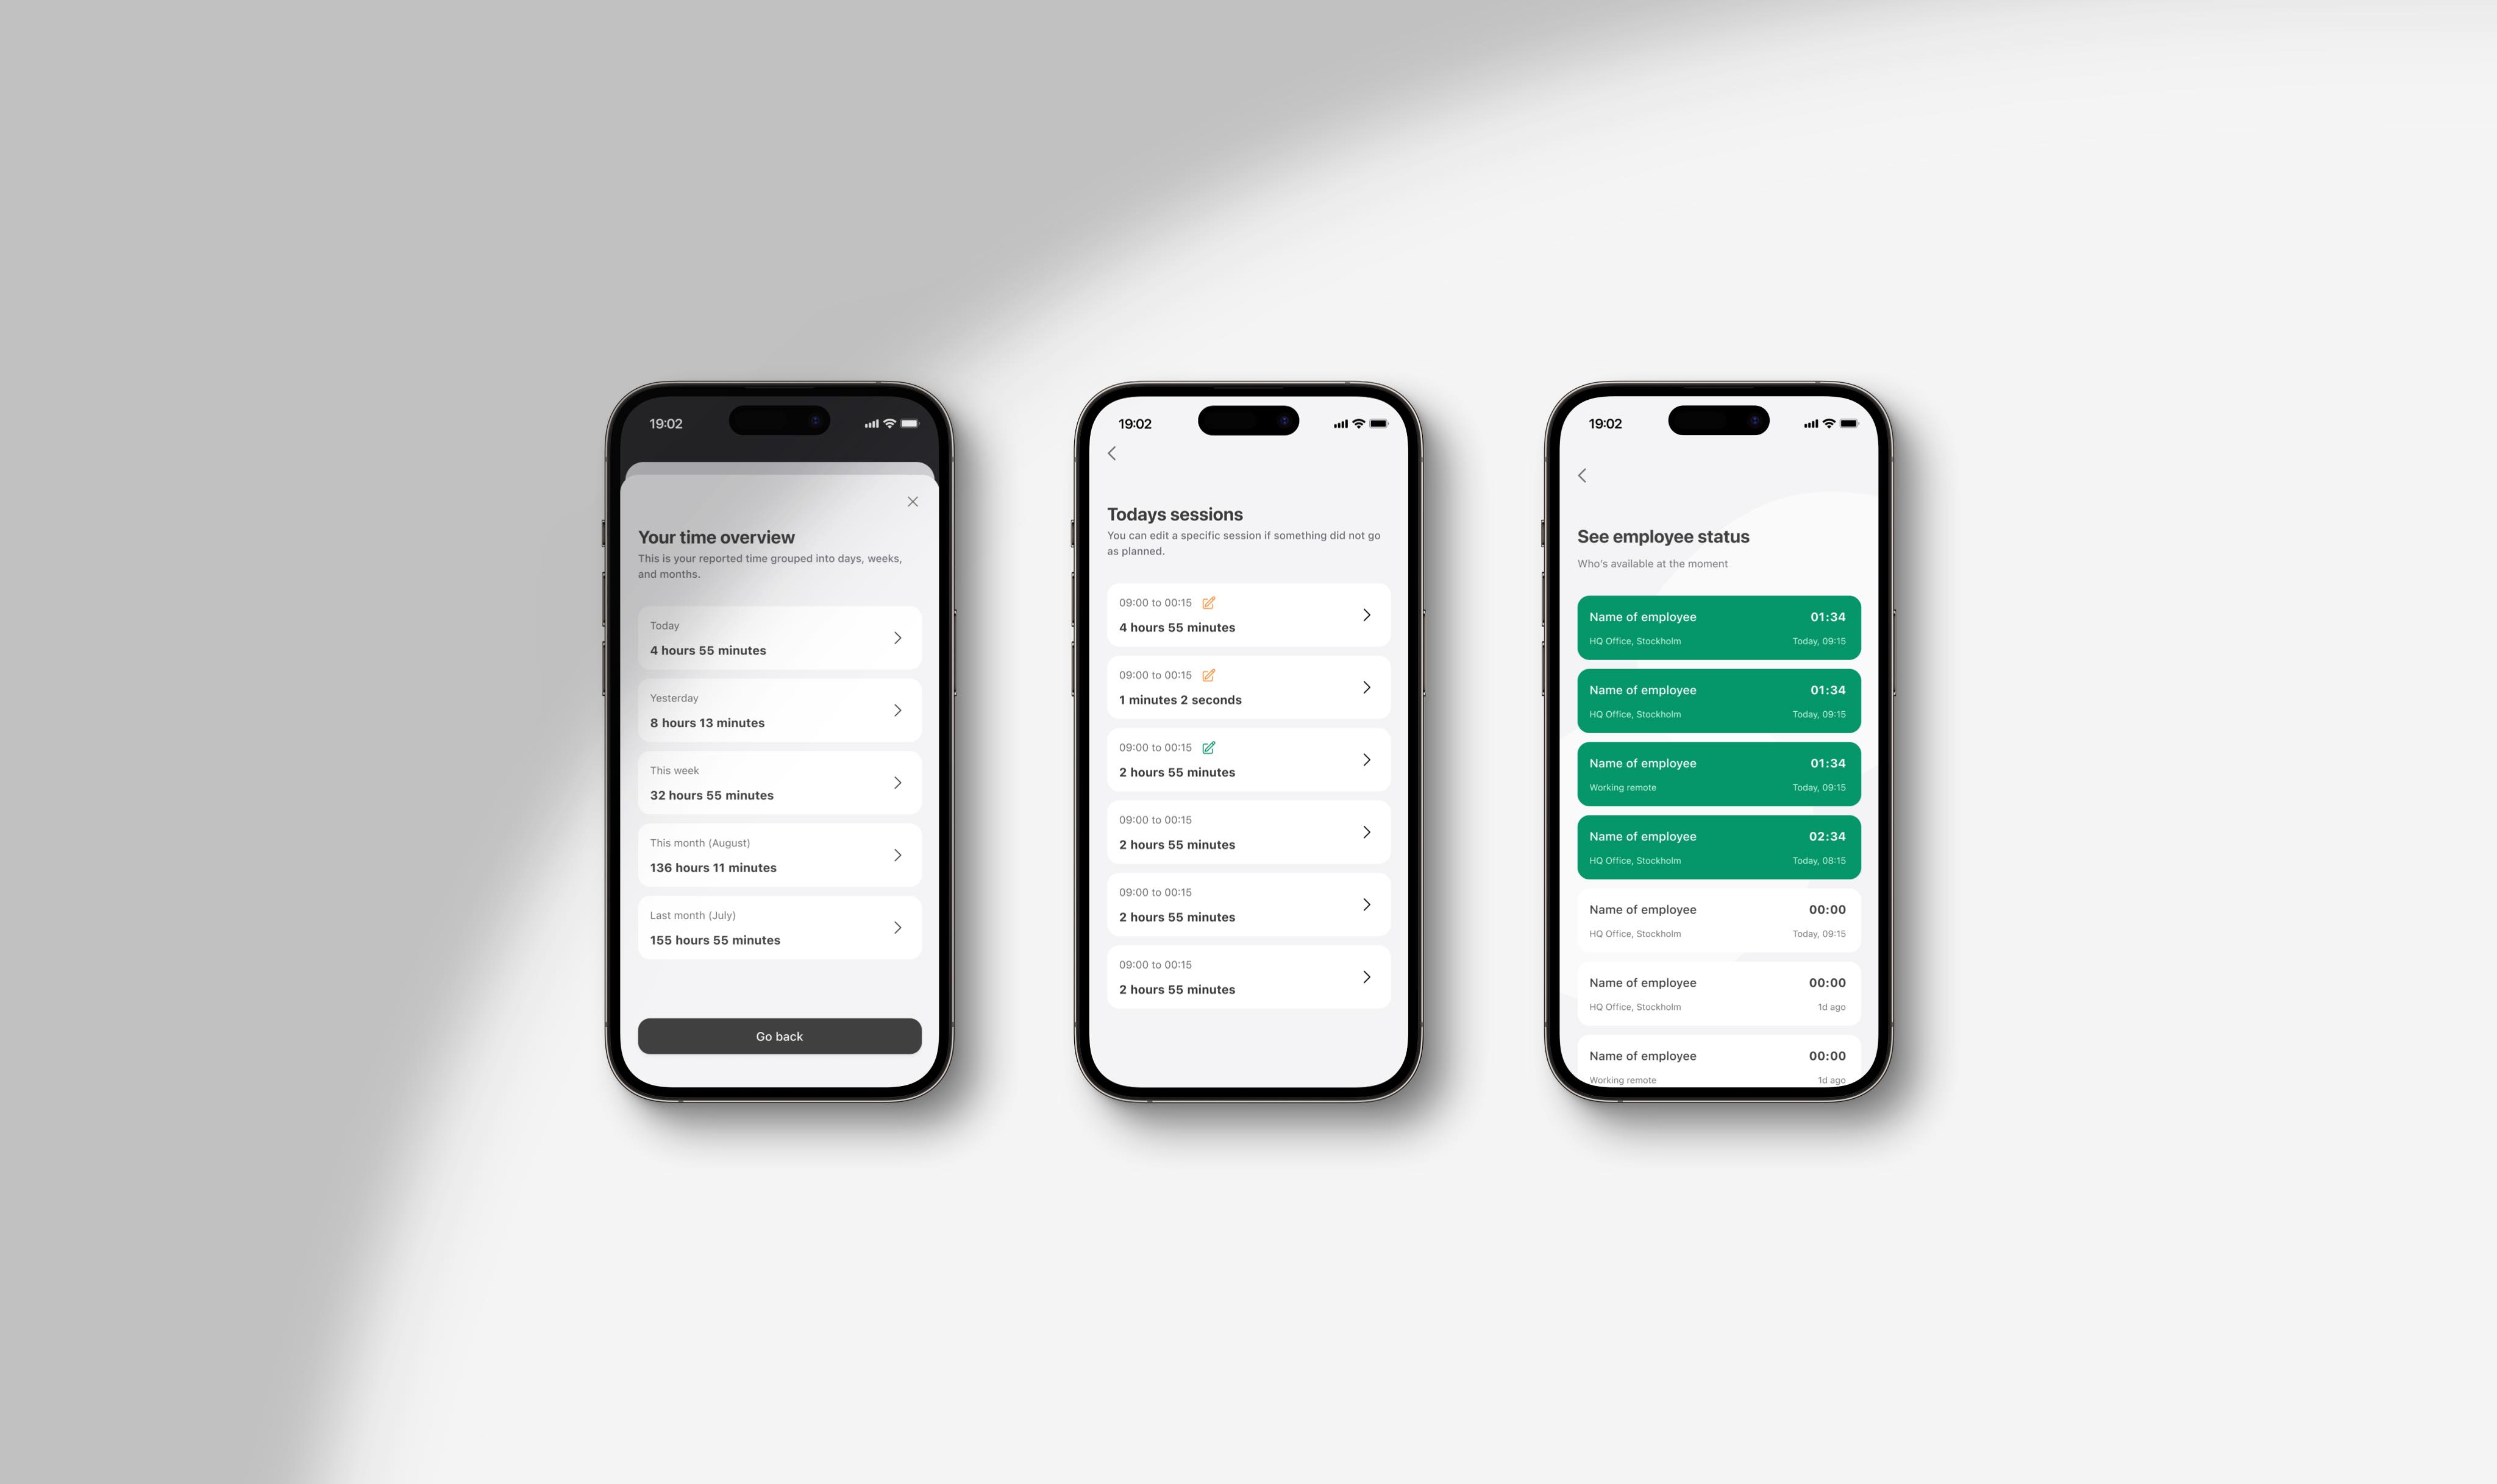 19:02
Your time overview
This is your reported time grouped into days, weeks,
and months.
Today
4 hours 55 minutes
Yesterday
8 hours 13 minutes
This week
32 hours 55 minutes
This month (August)
136 hours 11 minutes
Last month (July)
155 hours 55 minutes
Go back
19:02
Todays sessions
You can edit a specific session if something did not go
as planned.
09:00 to 00:15
4 hours 55 minutes
09:00 to 00:15
1 minutes 2 seconds
09:00 to 00:15
2 hours 55 minutes
09:00 to 00:15
2 hours 55 minutes
09:00 to 00:15
2 hours 55 minutes
09:00 to 00:15
2 hours 55 minutes
19:02
See employee status
Who's available at the moment
Name of employee 01:34
HQ Office, Stockholm Today, 09:15
Name of employee 01:34
HQ Office, Stockholm Today, 09:15
Name of employee 01:34
Working remote Today, 09:15
Name of employee 02:34
HQ Office, Stockholm Today, 08:15
Name of employee 00:00
HQ Office, Stockholm Today, 09:15
Name of employee 00:00
HQ Office, Stockholm 1d ago
Name of employee 00:00
Working remote 1d ago